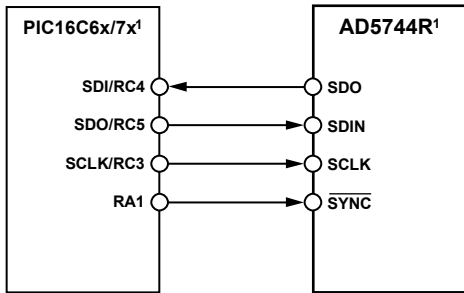 PIC16C6x/7x¹ AD5744R¹
SDI/RC4 SDO
SDO/RC5 SDIN
SCLK/RC3 SCLK
RA1 SYNC